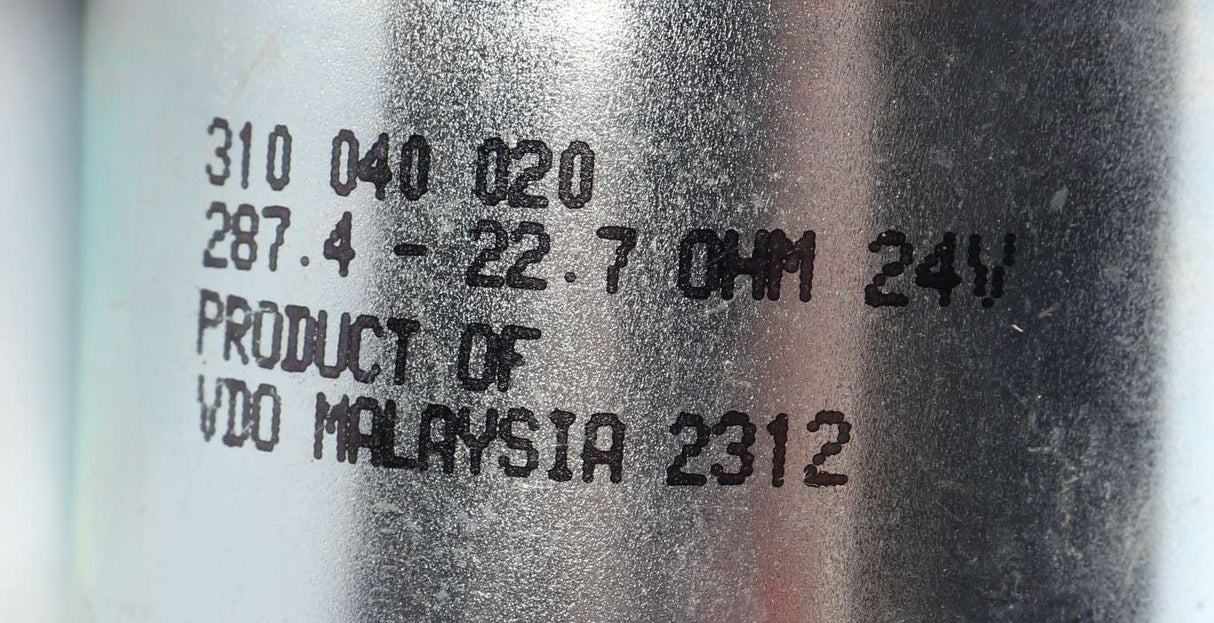 310 040 020
287.4 - 22.7 OHM 24V
PRODUCT OF
VDO MALAYSIA 2312